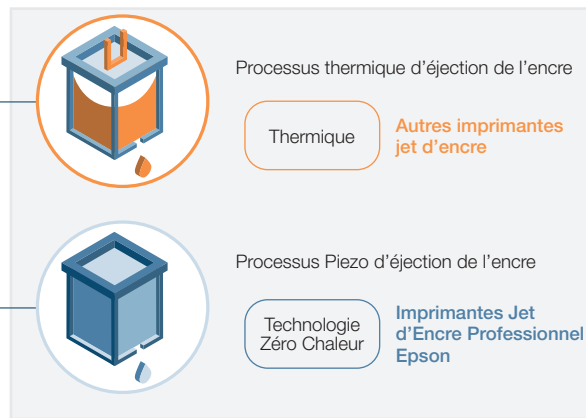 Processus thermique d’éjection de l’encre
Thermique
Autres imprimantes
jet d’encre
Processus Piezo d’éjection de l’encre
Technologie
Zéro Chaleur
Imprimantes Jet
d’Encre Professionnel
Epson